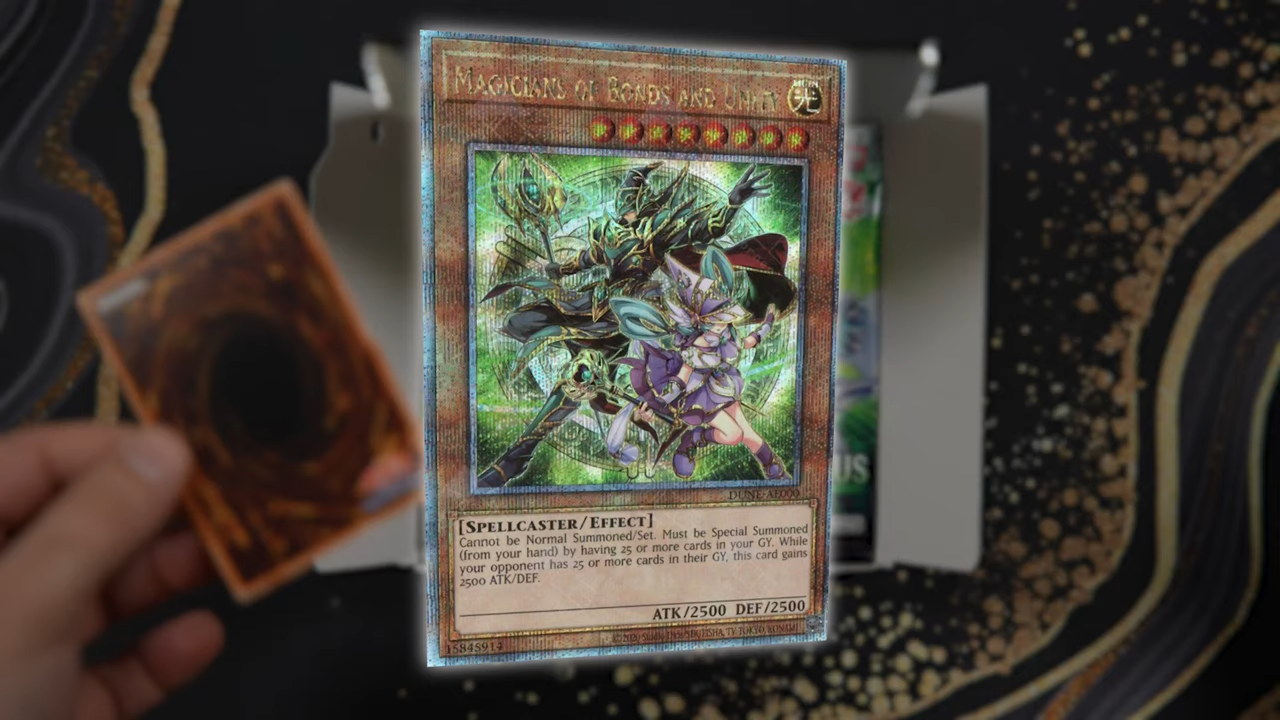 Magicians of Bonds and Unity
LIGHT
光
DUNE-AE000
[Spellcaster/Effect]
Cannot be Normal Summoned/Set. Must be Special Summoned
(from your hand) by having 25 or more cards in your GY. While
your opponent has 25 or more cards in their GY, this card gains
2500 ATK/DEF.
ATK/2500 DEF/2500
15845914
US